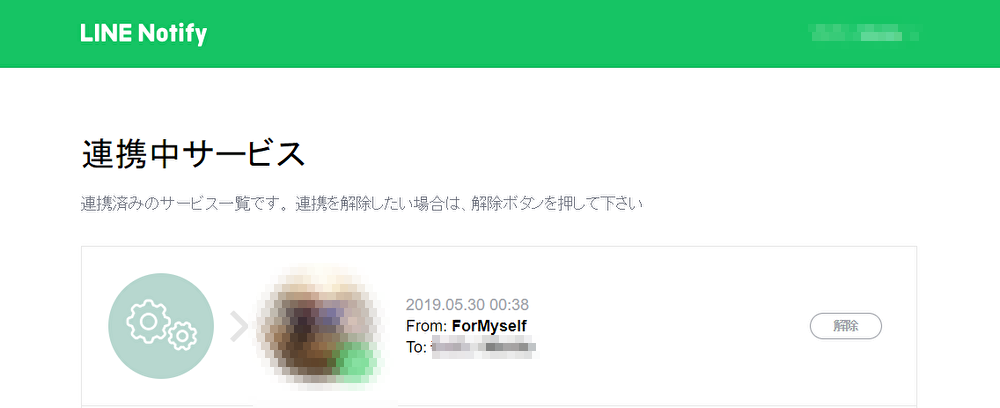 LINE Notify
連携中サービス
連携済みのサービス一覧です。連携を解除したい場合は、解除ボタンを押して下さい
2019.05.30 00:38
From: ForMyself
To:
解除